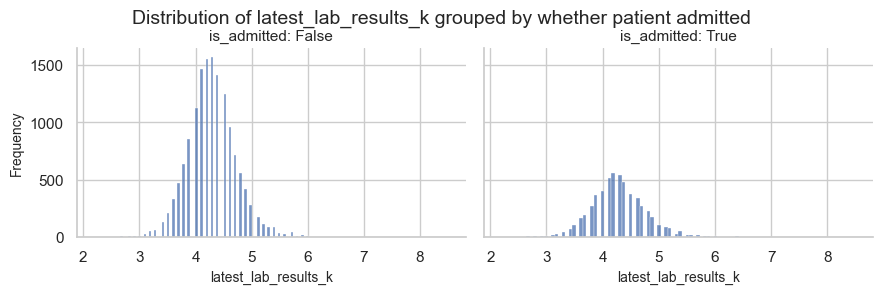 Distribution of latest_lab_results_k grouped by whether patient admitted
is_admitted: False
is_admitted: True
Frequency
1500
1000
500
0
2 3 4 5 6 7 8
2 3 4 5 6 7 8
latest_lab_results_k
latest_lab_results_k